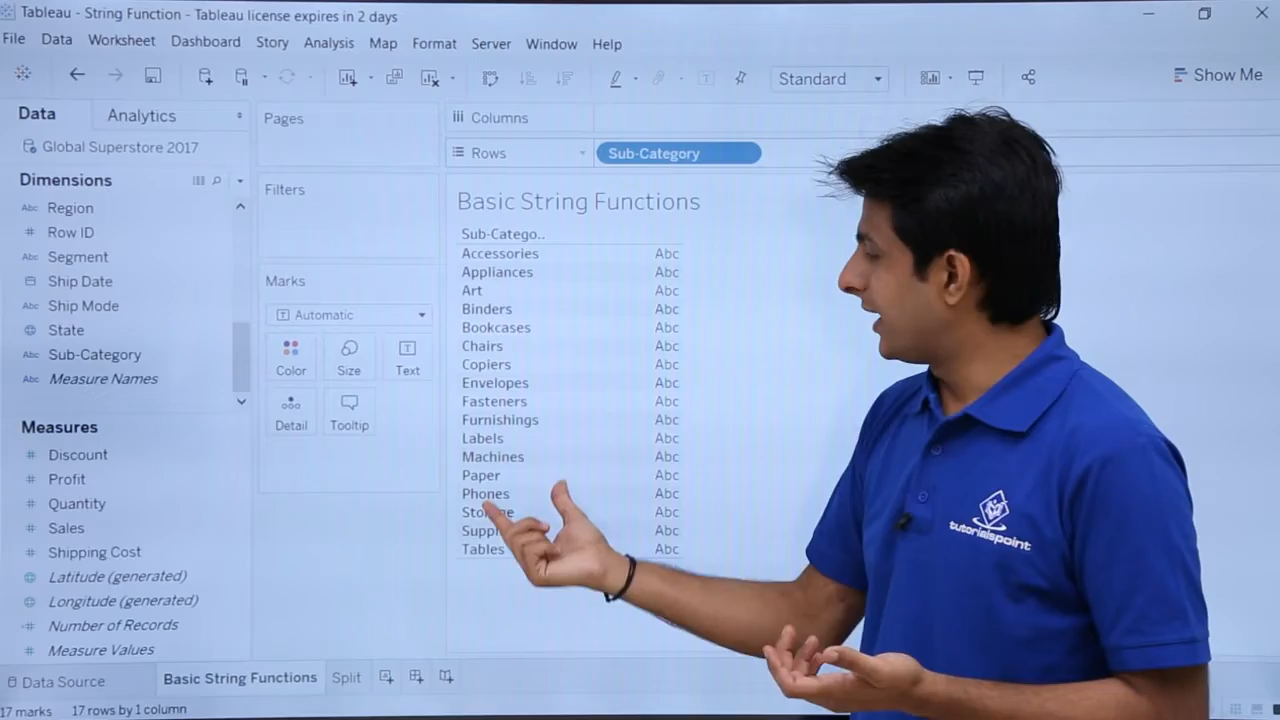 Tableau - String Function - Tableau license expires in 2 days
File Data Worksheet Dashboard Story Analysis Map Format Server Window Help
Standard
Show Me
Data Analytics
Global Superstore 2017
Dimensions
Abc Region
# Row ID
Abc Segment
Ship Date
Abc Ship Mode
State
Abc Sub-Category
Abc Measure Names
Measures
# Discount
# Profit
# Quantity
# Sales
# Shipping Cost
Latitude (generated)
Longitude (generated)
Number of Records
# Measure Values
Pages
Filters
Marks
T Automatic
Color Size Text
Detail Tooltip
Columns
Rows Sub-Category
Basic String Functions
Sub-Catego..
Accessories Abc
Appliances Abc
Art Abc
Binders Abc
Bookcases Abc
Chairs Abc
Copiers Abc
Envelopes Abc
Fasteners Abc
Furnishings Abc
Labels Abc
Machines Abc
Paper Abc
Phones Abc
Abc
Abc
Tables Abc
tutorialspoint
Data Source Basic String Functions Split
17 marks 17 rows by 1 column